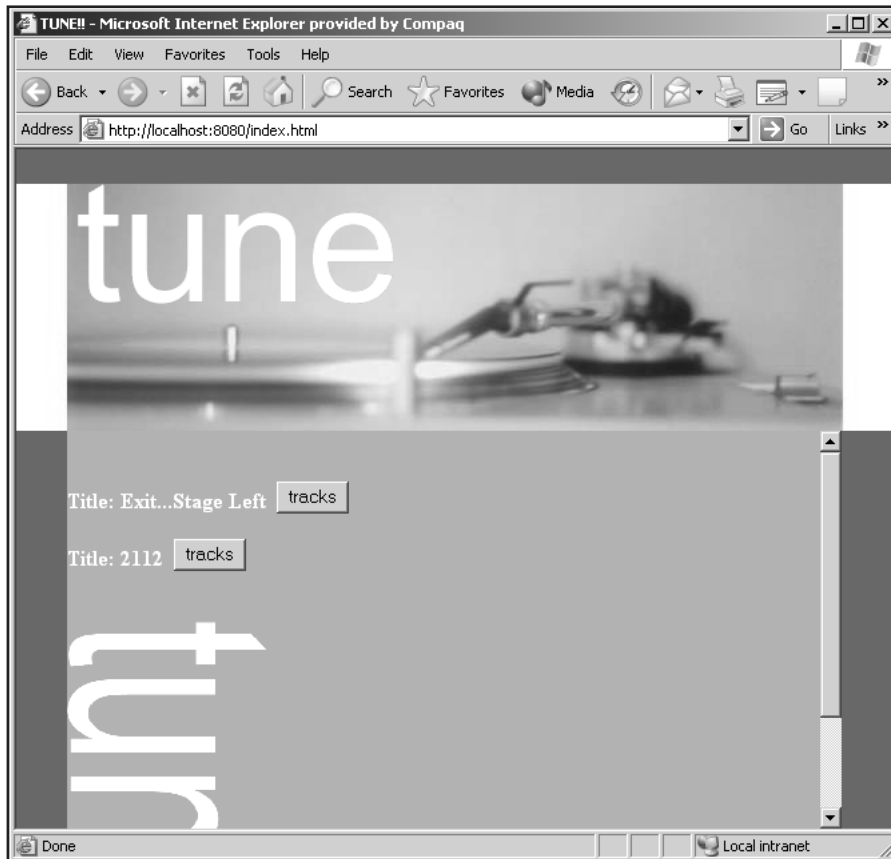 TUNE!! - Microsoft Internet Explorer provided by Compaq
File Edit View Favorites Tools Help
Back Search Favorites Media »
Address http://localhost:8080/index.html Go Links »
tune
Title: Exit...Stage Left tracks
Title: 2112 tracks
tun
Done Local intranet